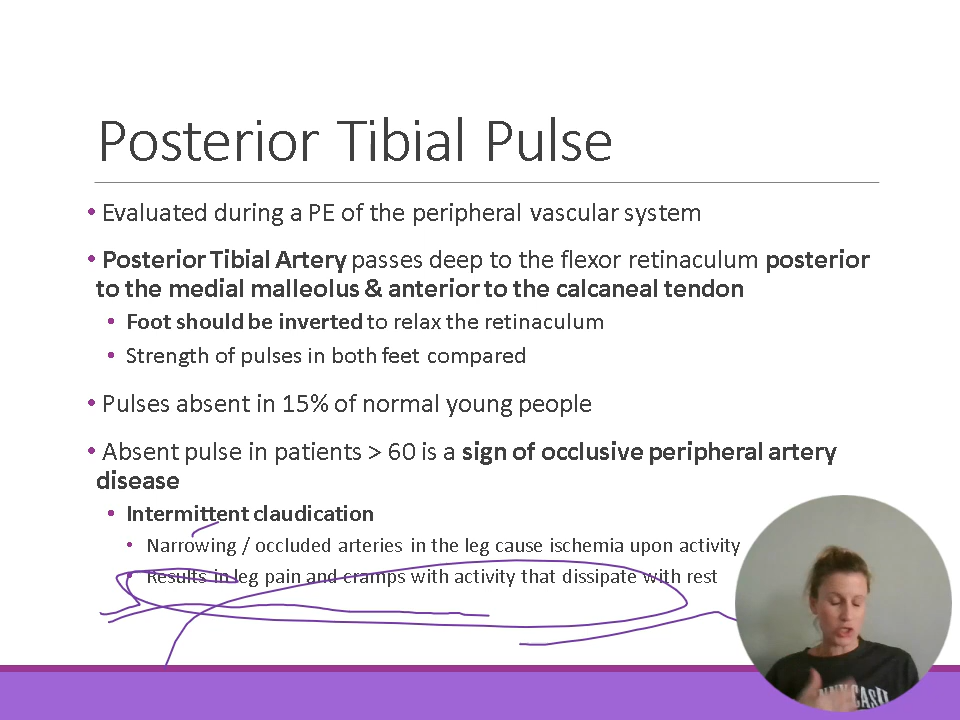 Posterior Tibial Pulse
• Evaluated during a PE of the peripheral vascular system
• Posterior Tibial Artery passes deep to the flexor retinaculum posterior
to the medial malleolus & anterior to the calcaneal tendon
• Foot should be inverted to relax the retinaculum
• Strength of pulses in both feet compared
• Pulses absent in 15% of normal young people
• Absent pulse in patients > 60 is a sign of occlusive peripheral artery
disease
• Intermittent claudication
• Narrowing / occluded arteries in the leg cause ischemia upon activity
• Results in leg pain and cramps with activity that dissipate with rest
CASH